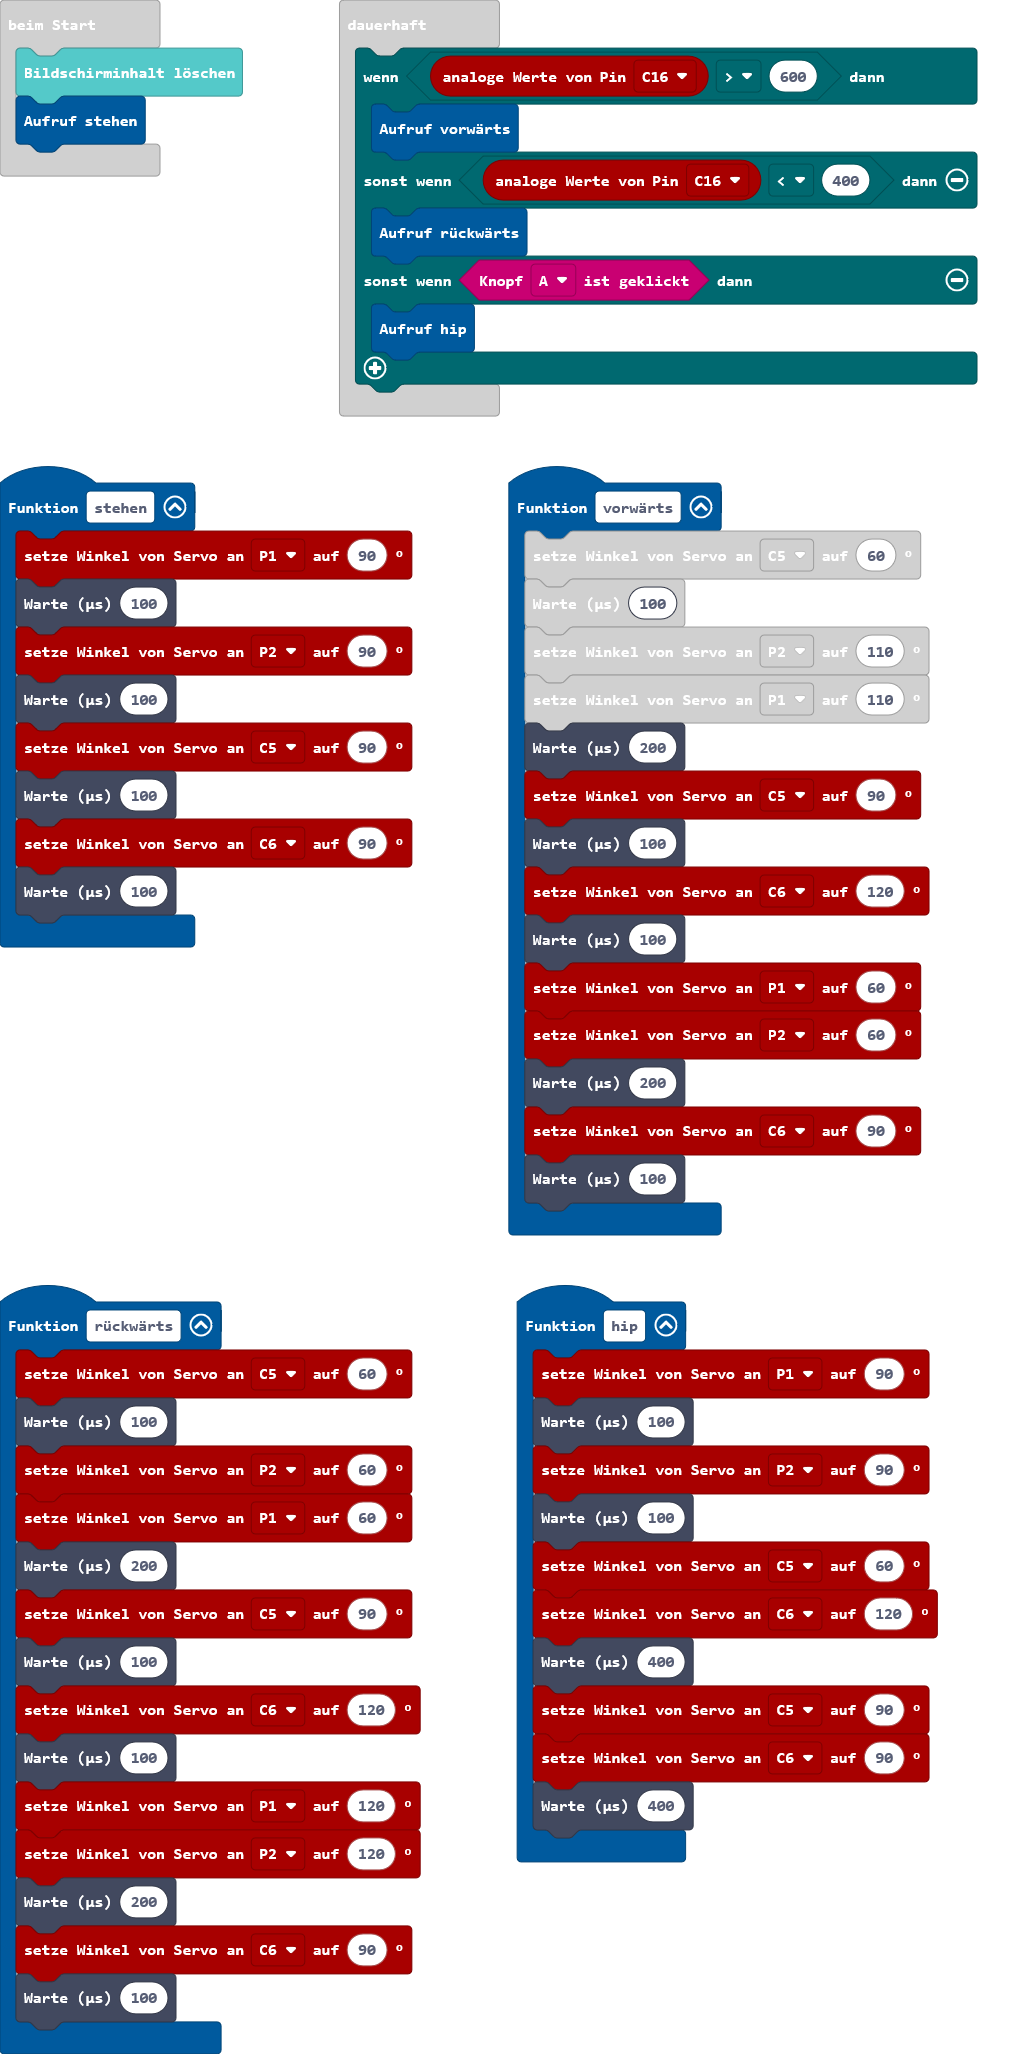 beim Start
Bildschirminhalt löschen
Aufruf stehen
dauerhaft
wenn analoge Werte von Pin C16 > 600 dann
Aufruf vorwärts
sonst wenn analoge Werte von Pin C16 < 400 dann
Aufruf rückwärts
sonst wenn Knopf A ist geklickt dann
Aufruf hip
Funktion stehen
setze Winkel von Servo an P1 auf 90 °
Warte (µs) 100
setze Winkel von Servo an P2 auf 90 °
Warte (µs) 100
setze Winkel von Servo an C5 auf 90 °
Warte (µs) 100
setze Winkel von Servo an C6 auf 90 °
Warte (µs) 100
Funktion vorwärts
setze Winkel von Servo an C5 auf 60 °
Warte (µs) 100
setze Winkel von Servo an P2 auf 110 °
setze Winkel von Servo an P1 auf 110 °
Warte (µs) 200
setze Winkel von Servo an C5 auf 90 °
Warte (µs) 100
setze Winkel von Servo an C6 auf 120 °
Warte (µs) 100
setze Winkel von Servo an P1 auf 60 °
setze Winkel von Servo an P2 auf 60 °
Warte (µs) 200
setze Winkel von Servo an C6 auf 90 °
Warte (µs) 100
Funktion rückwärts
setze Winkel von Servo an C5 auf 60 °
Warte (µs) 100
setze Winkel von Servo an P2 auf 60 °
setze Winkel von Servo an P1 auf 60 °
Warte (µs) 200
setze Winkel von Servo an C5 auf 90 °
Warte (µs) 100
setze Winkel von Servo an C6 auf 120 °
Warte (µs) 100
setze Winkel von Servo an P1 auf 120 °
setze Winkel von Servo an P2 auf 120 °
Warte (µs) 200
setze Winkel von Servo an C6 auf 90 °
Warte (µs) 100
Funktion hip
setze Winkel von Servo an P1 auf 90 °
Warte (µs) 100
setze Winkel von Servo an P2 auf 90 °
Warte (µs) 100
setze Winkel von Servo an C5 auf 60 °
setze Winkel von Servo an C6 auf 120 °
Warte (µs) 400
setze Winkel von Servo an C5 auf 90 °
setze Winkel von Servo an C6 auf 90 °
Warte (µs) 400